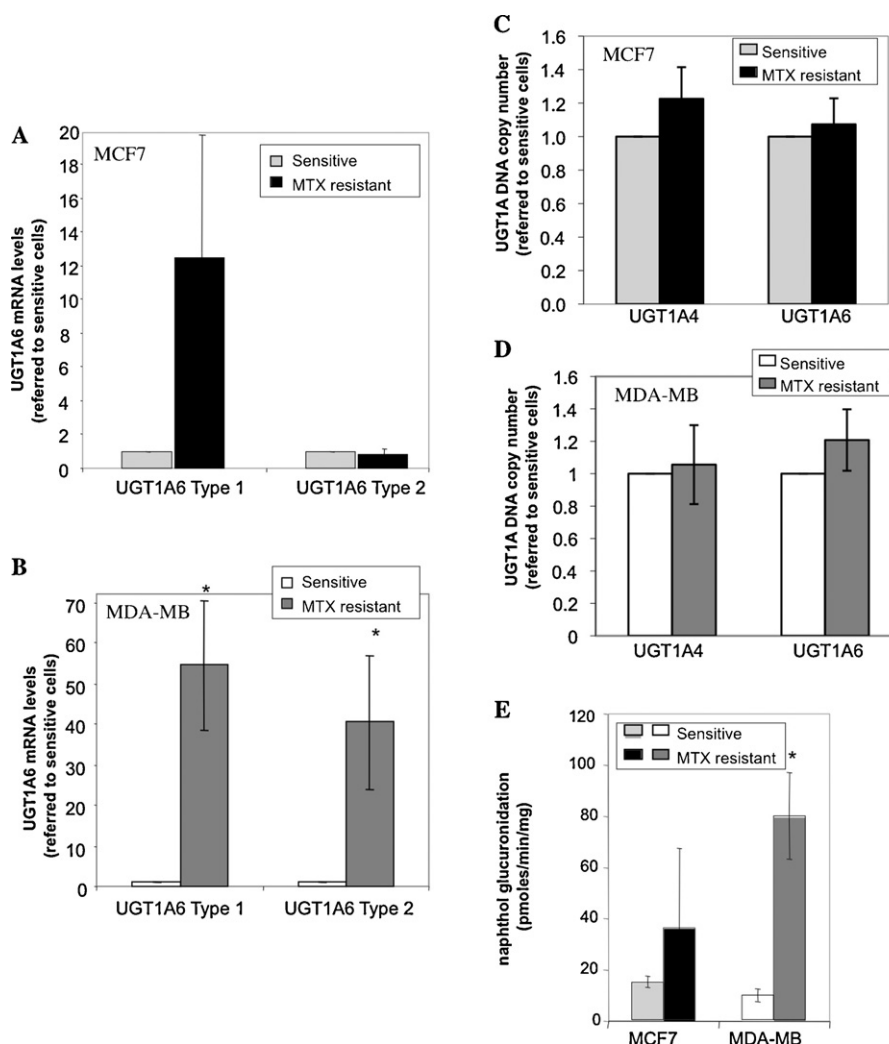 A
MCF7
Sensitive
MTX resistant
UGT1A6 mRNA levels
(referred to sensitive cells)
20
18
16
14
12
10
8
6
4
2
0
UGT1A6 Type 1 UGT1A6 Type 2
B
MDA-MB
Sensitive
MTX resistant
UGT1A6 mRNA levels
(referred to sensitive cells)
70
60
50
40
30
20
10
0
* *
UGT1A6 Type 1 UGT1A6 Type 2
C
MCF7
Sensitive
MTX resistant
UGT1A DNA copy number
(referred to sensitive cells)
1.6
1.4
1.2
1.0
0.8
0.6
0.4
0.2
0.0
UGT1A4 UGT1A6
D
MDA-MB
Sensitive
MTX resistant
UGT1A DNA copy number
(referred to sensitive cells)
1.6
1.4
1.2
1
0.8
0.6
0.4
0.2
0
UGT1A4 UGT1A6
E
Sensitive
MTX resistant
naphthol glucuronidation
(pmoles/min/mg)
120
100
80
60
40
20
0
*
MCF7 MDA-MB